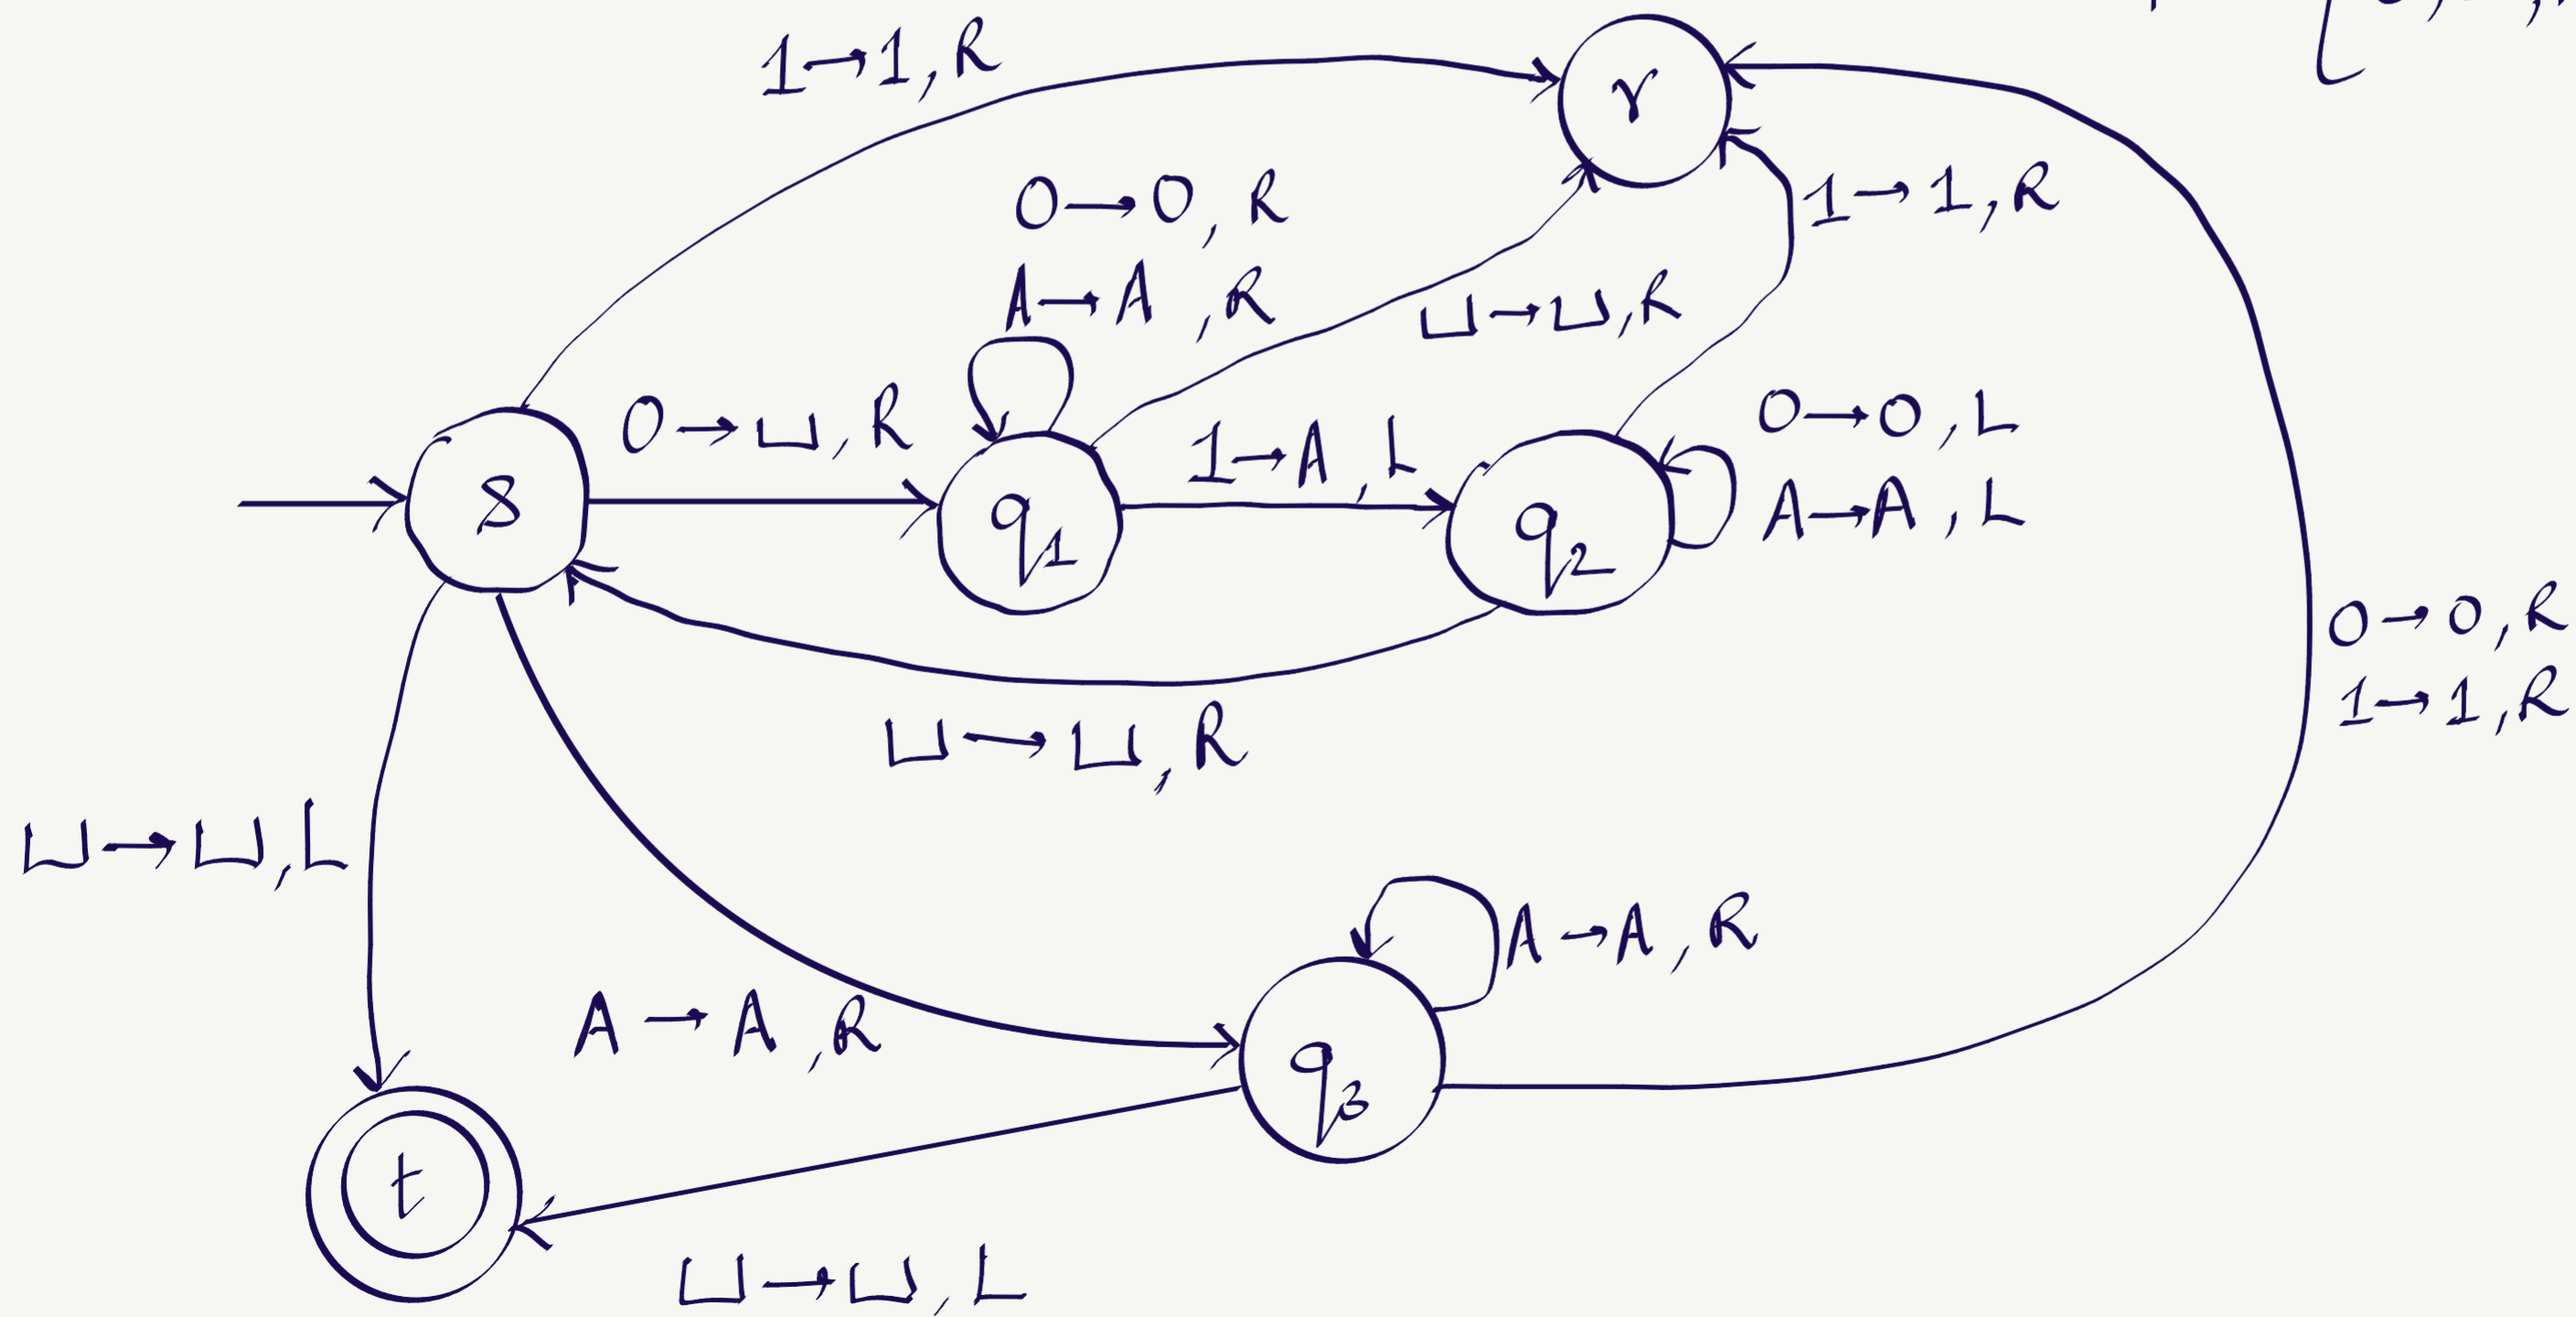 1→1, R
r
0→0, R
A→A, R
1→1, R
⊔→⊔, R
0→⊔, R
1→A, L
0→0, L
A→A, L
s
q1
q2
0→0, R
1→1, R
⊔→⊔, R
⊔→⊔, L
A→A, R
A→A, R
q3
t
⊔→⊔, L